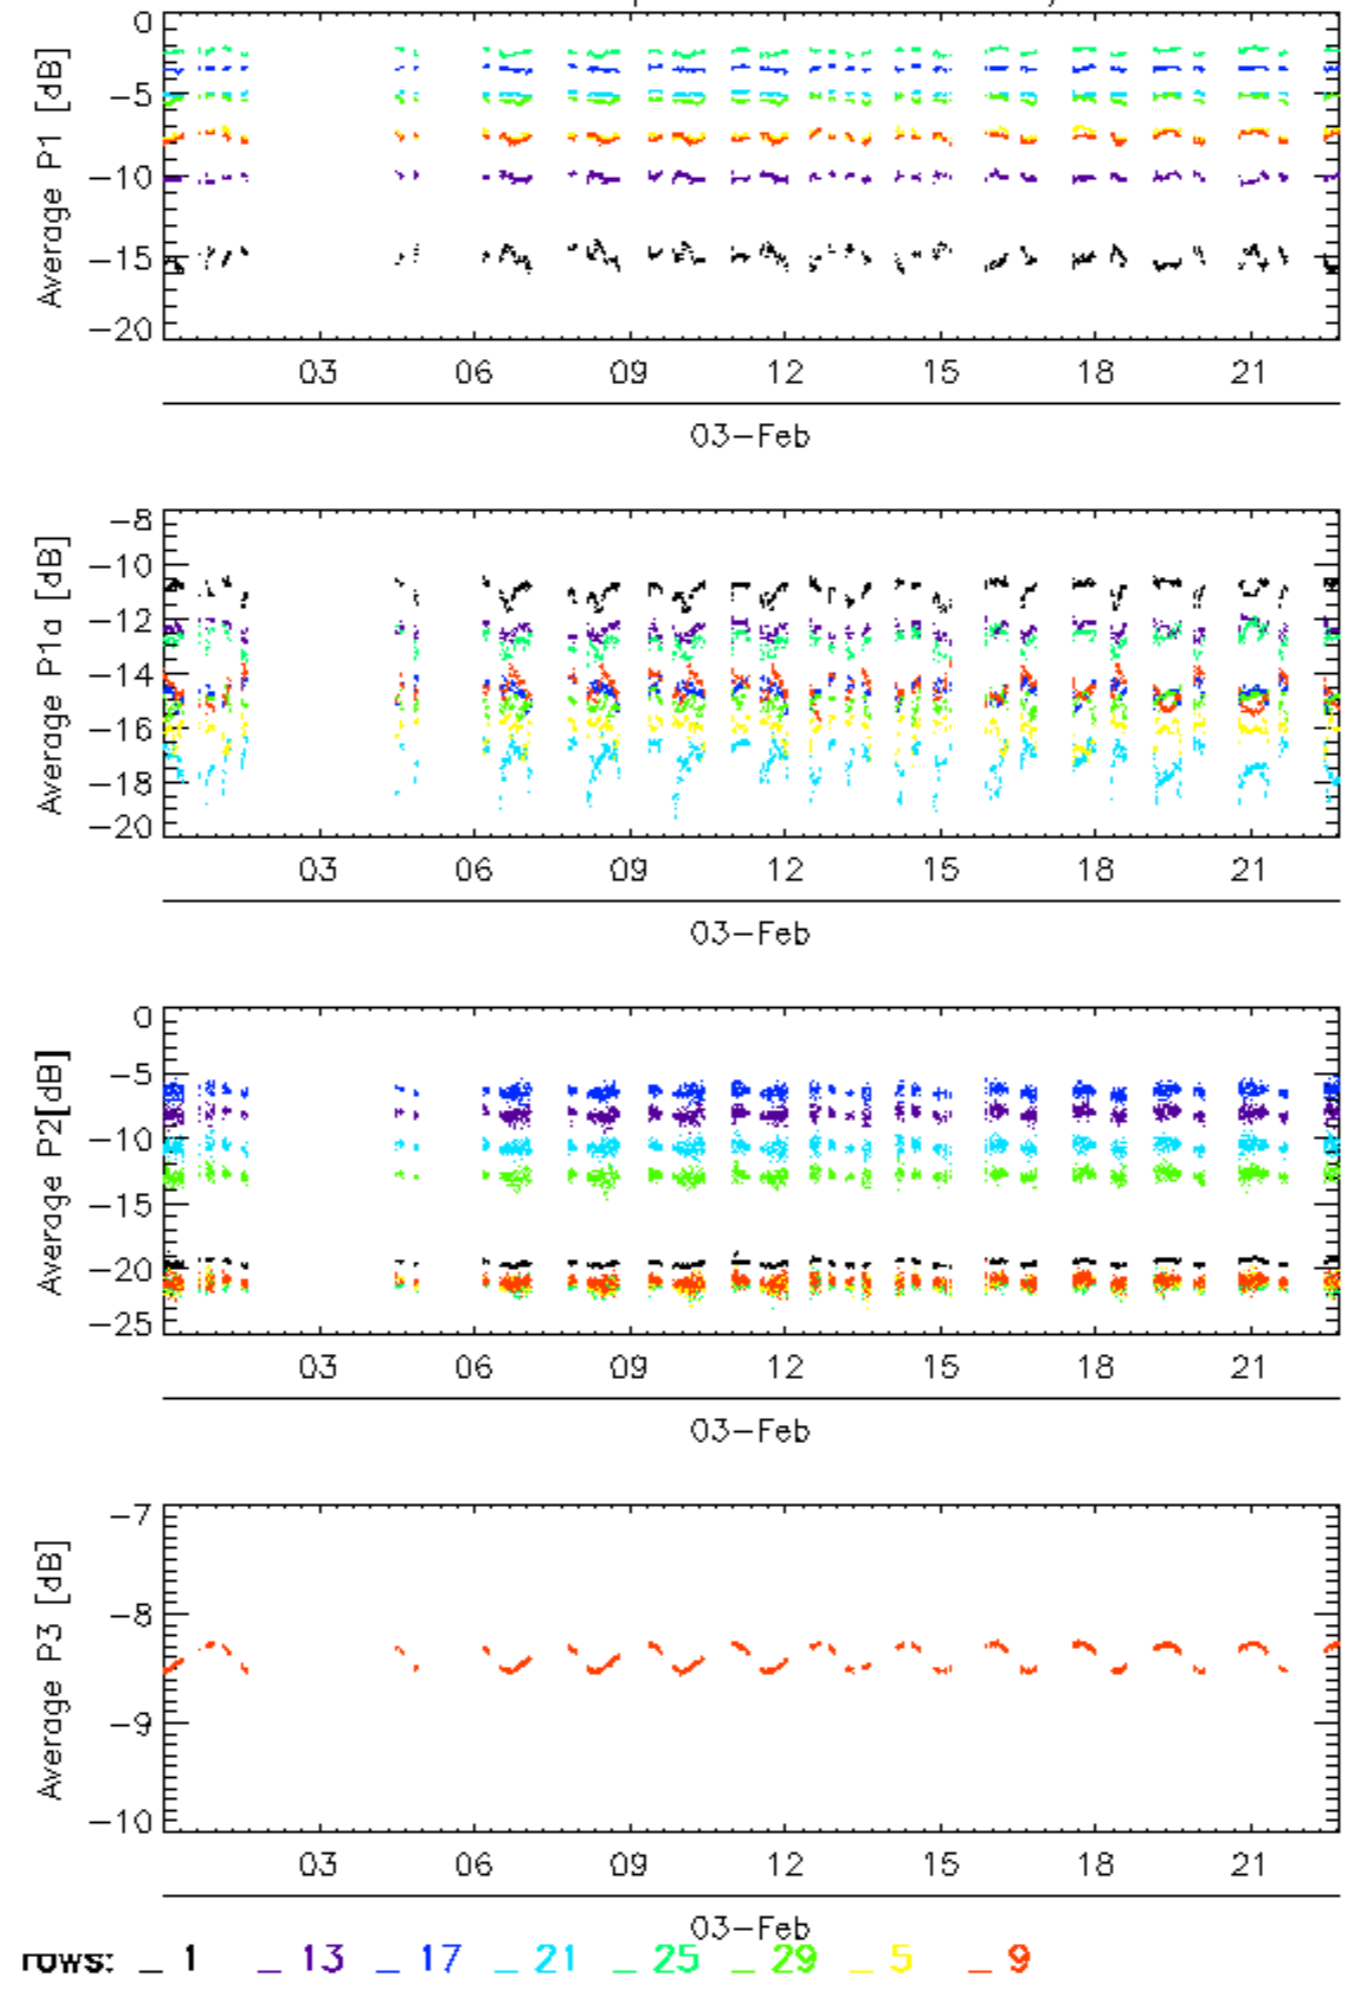 0
−5
−10
−15
−20
Average P1 [dB]
03 06 09 12 15 18 21
03−Feb
−8
−10
−12
−14
−16
−18
−20
Average P1a [dB]
03 06 09 12 15 18 21
03−Feb
0
−5
−10
−15
−20
−25
Average P2[dB]
03 06 09 12 15 18 21
03−Feb
−7
−8
−9
−10
Average P3 [dB]
03 06 09 12 15 18 21
03−Feb
rows: _ 1 _ 13 _ 17 _ 21 _ 25 _ 29 _ 5 _ 9